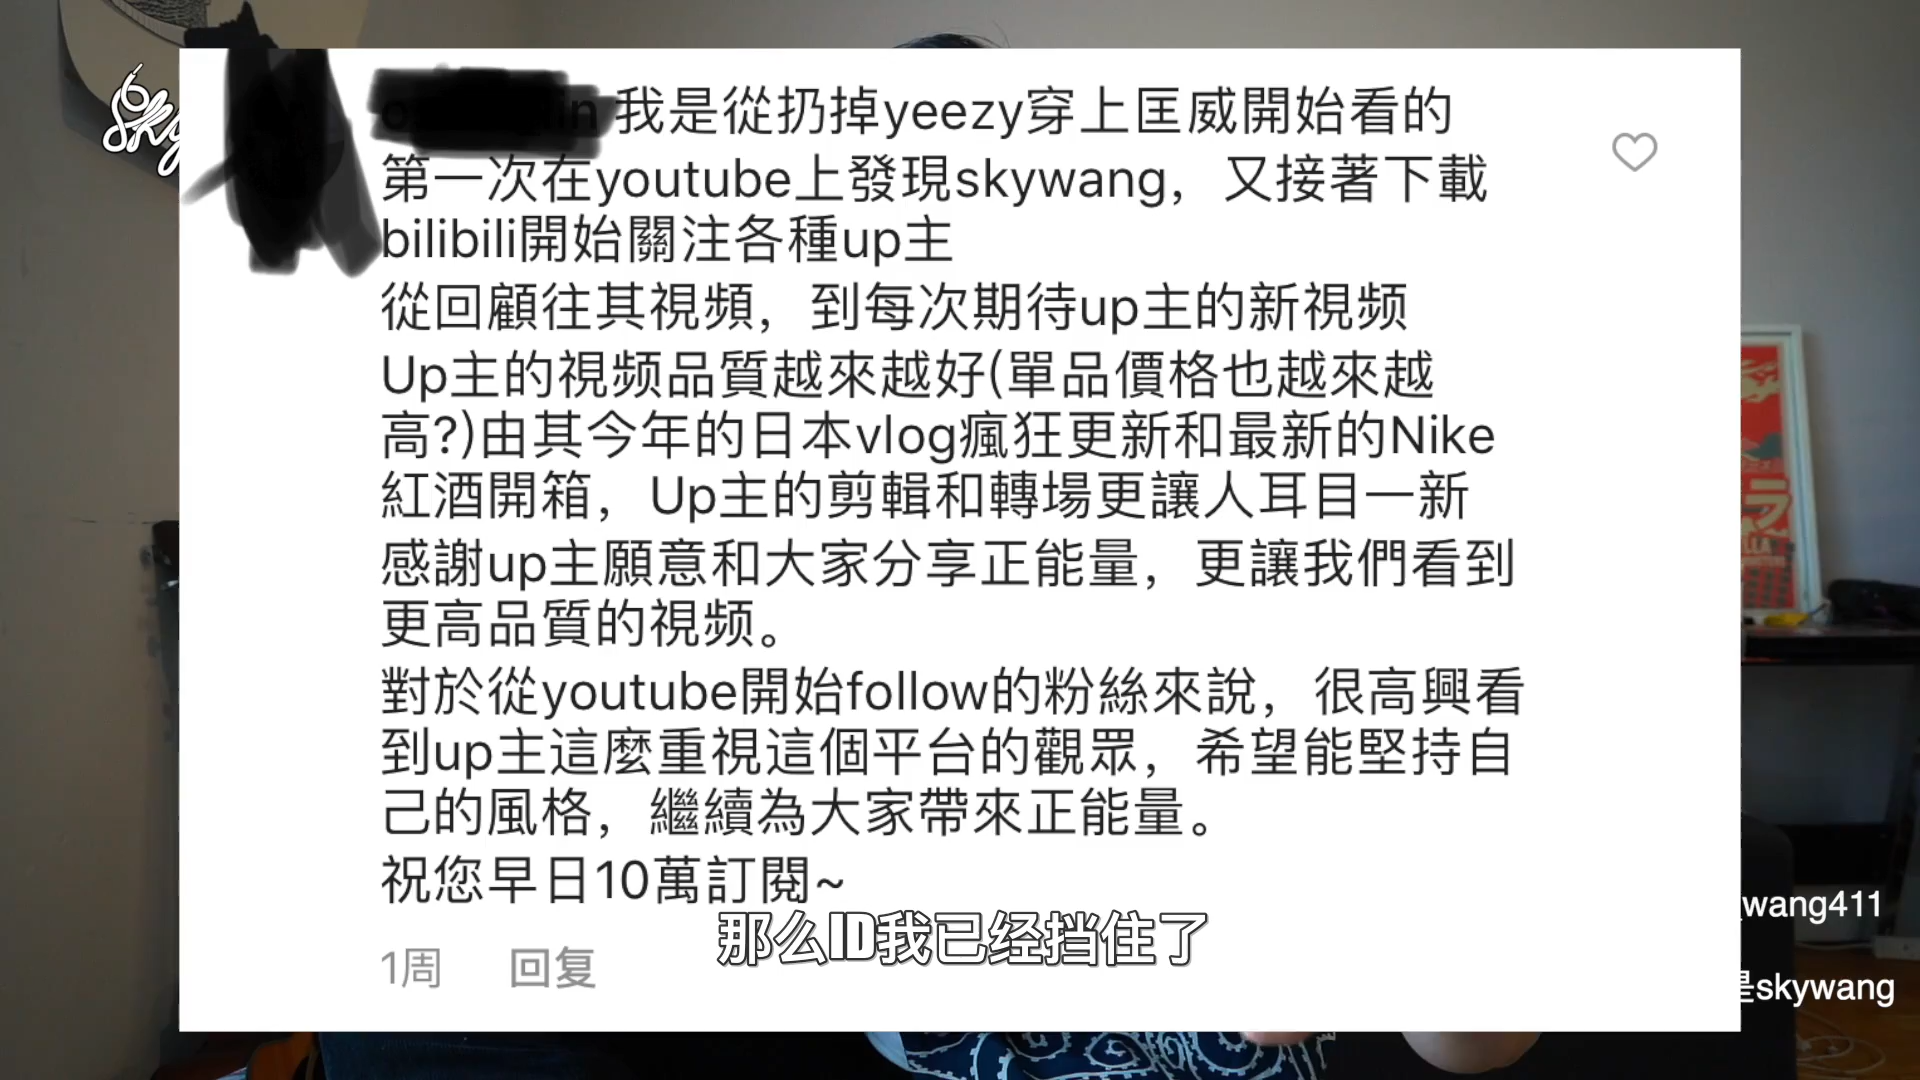 Sky
我是從扔掉yeezy穿上匡威開始看的
第一次在youtube上發現skywang，又接著下載
bilibili開始關注各種up主
從回顧往其視頻，到每次期待up主的新視频
Up主的視频品質越來越好(單品價格也越來越
高?)由其今年的日本vlog瘋狂更新和最新的Nike
紅酒開箱，Up主的剪輯和轉場更讓人耳目一新
感謝up主願意和大家分享正能量，更讓我們看到
更高品質的視频。
對於從youtube開始follow的粉絲來說，很高興看
到up主這麼重視這個平台的觀眾，希望能堅持自
己的風格，繼續為大家帶來正能量。
祝您早日10萬訂閱~
那么ID我已经挡住了
1周 回复
wang411
是skywang